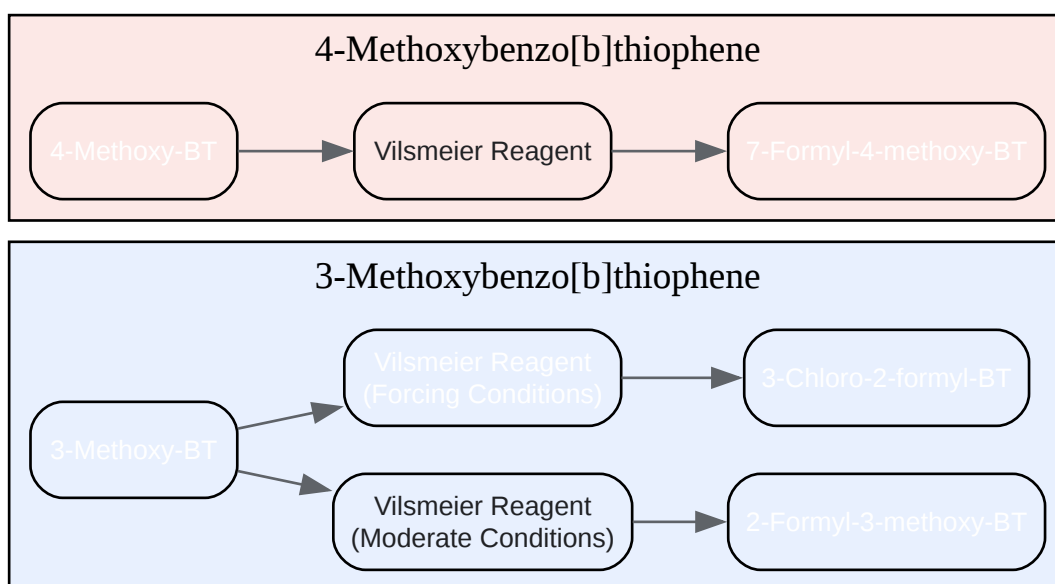 4-Methoxybenzo[b]thiophene
4-Methoxy-BT
Vilsmeier Reagent
7-Formyl-4-methoxy-BT
3-Methoxybenzo[b]thiophene
Vilsmeier Reagent
(Forcing Conditions)
3-Chloro-2-formyl-BT
3-Methoxy-BT
Vilsmeier Reagent
(Moderate Conditions)
2-Formyl-3-methoxy-BT